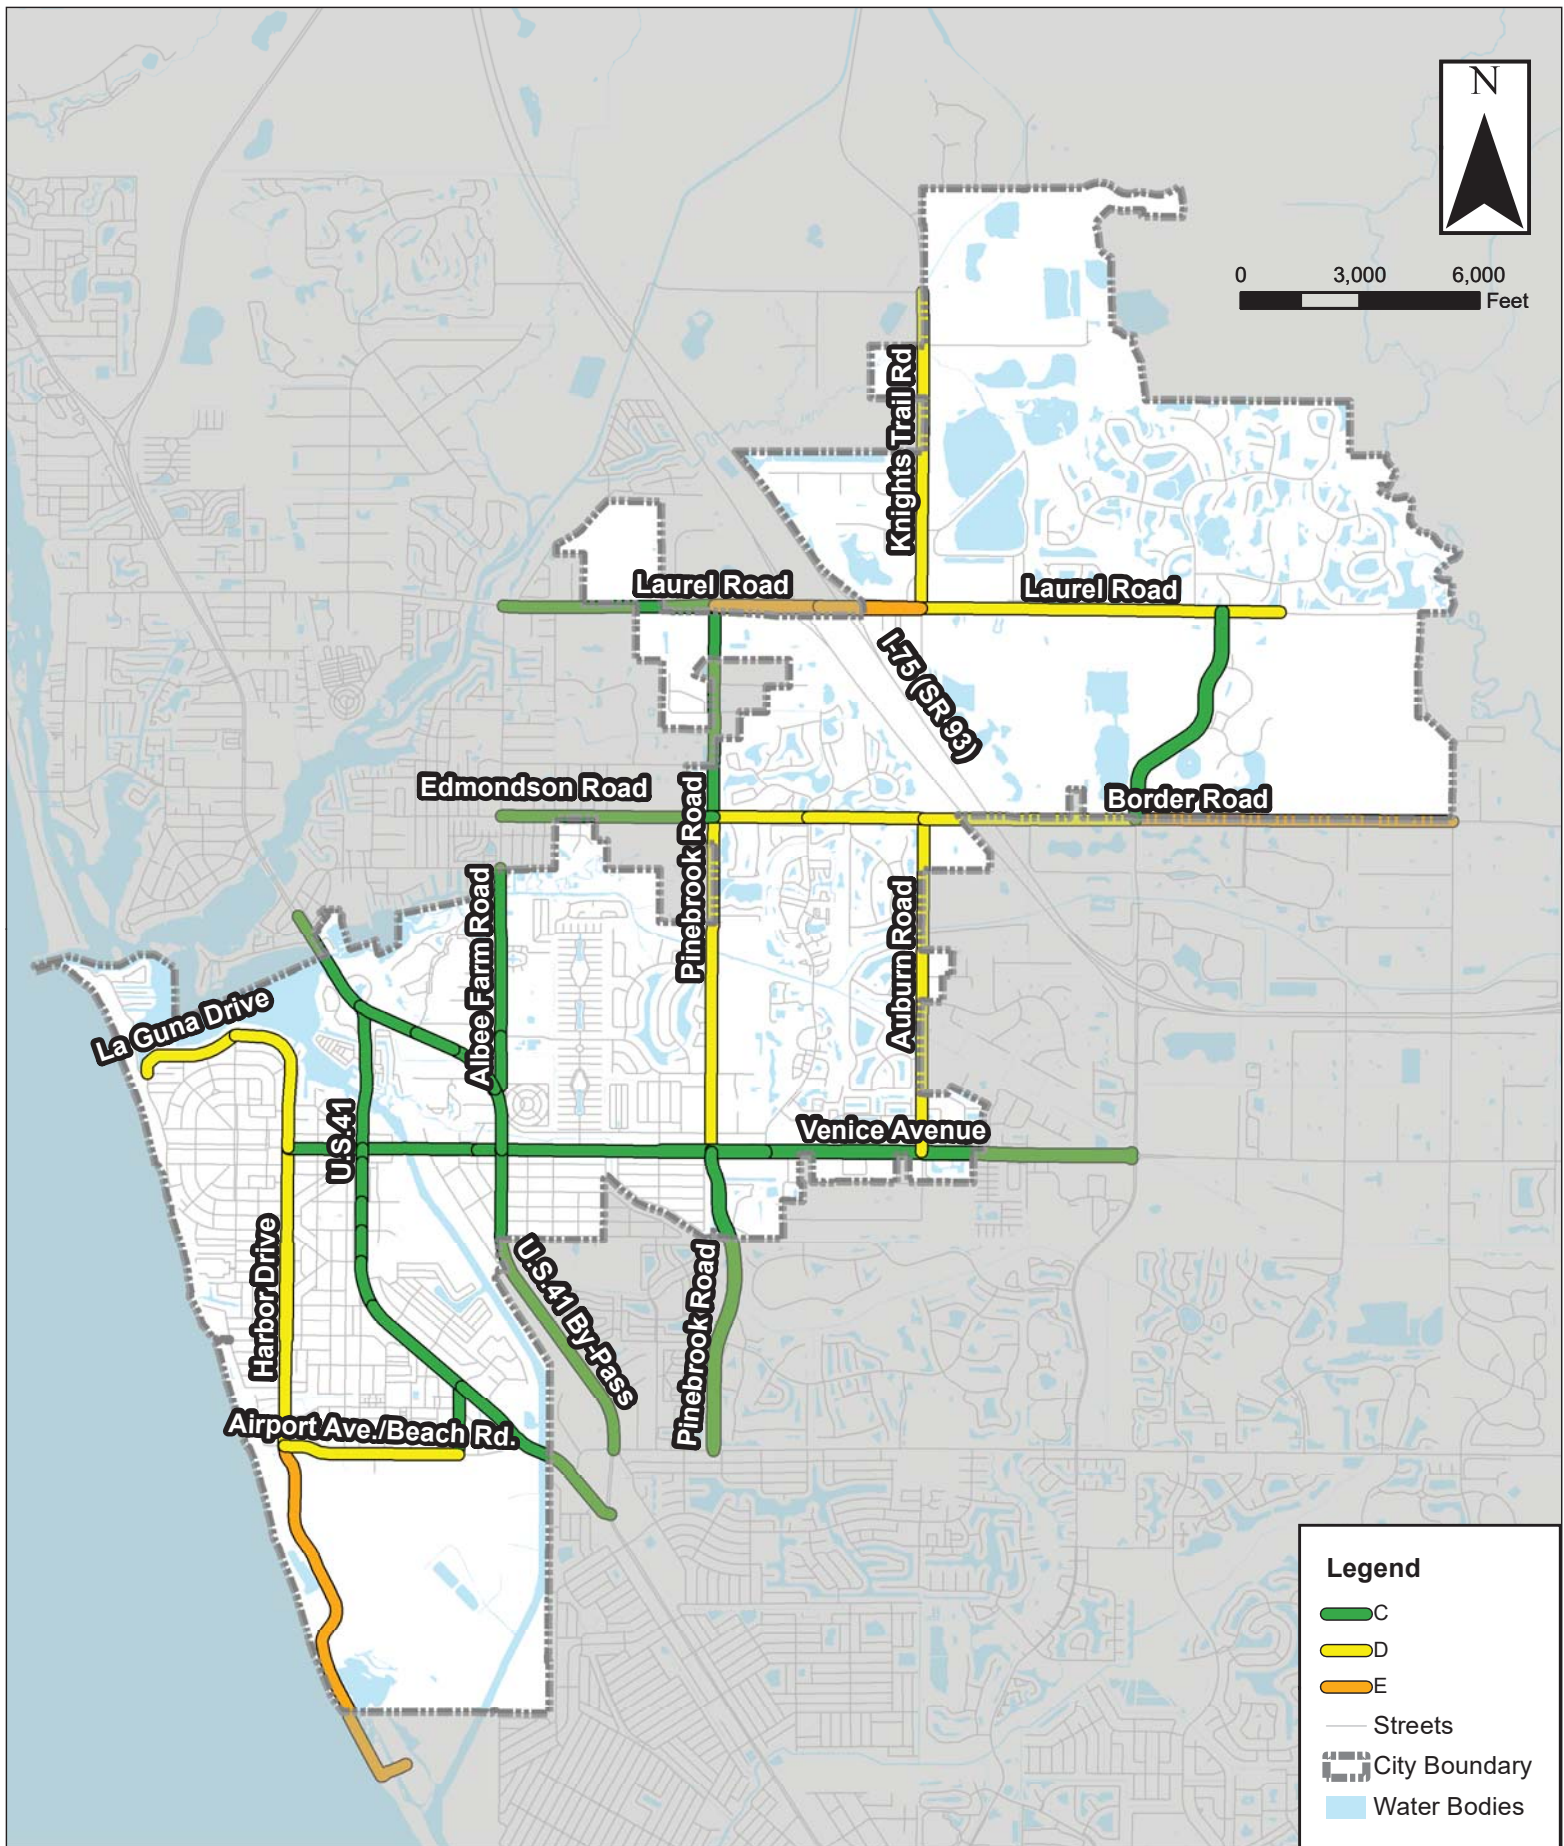 N
0 3,000 6,000
Feet
Knights Trail Rd
Laurel Road
Laurel Road
I-75 (SR 93)
Edmondson Road
Pinebrook Road
Border Road
Albee Farm Road
Auburn Road
La Guna Drive
U.S.41
Venice Avenue
Harbor Drive
U.S.41 By-Pass
Pinebrook Road
Airport Ave./Beach Rd.
Legend
C
D
E
Streets
City Boundary
Water Bodies